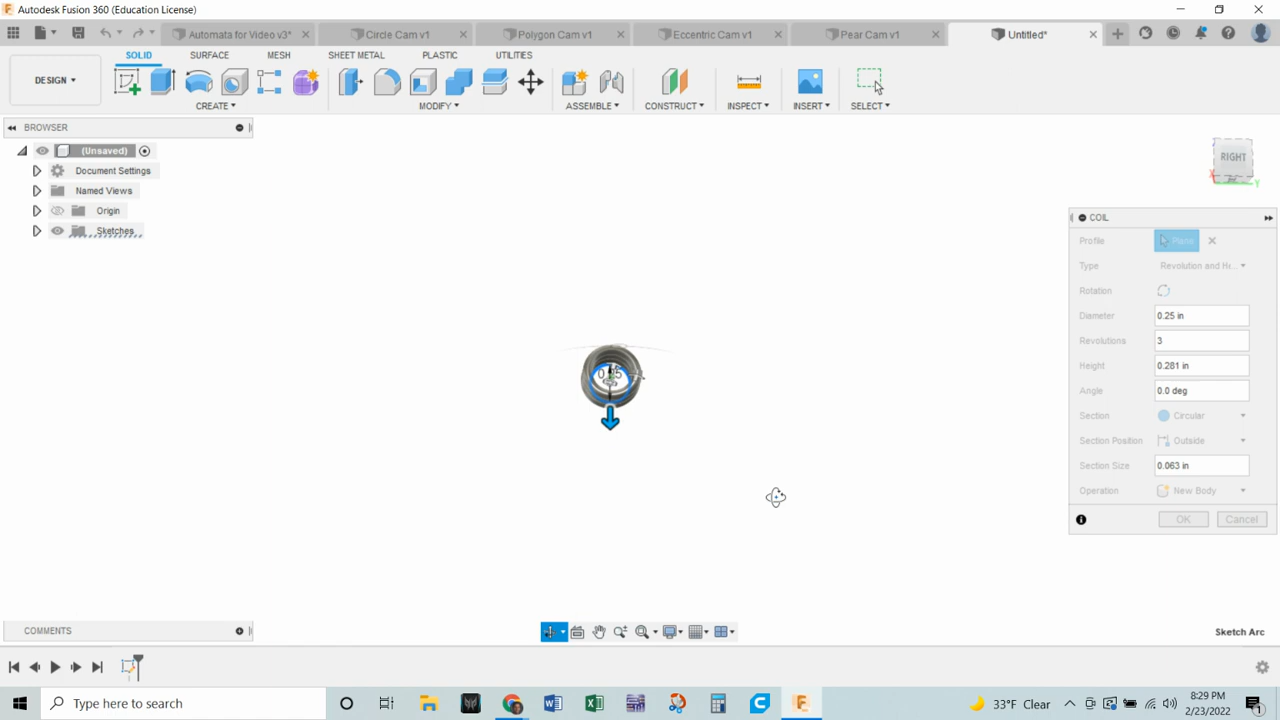 Autodesk Fusion 360 (Education License)
Automata for Video v3*
Circle Cam v1
Polygon Cam v1
Eccentric Cam v1
Pear Cam v1
Untitled*
DESIGN
SOLID
SURFACE
MESH
SHEET METAL
PLASTIC
UTILITIES
CREATE
MODIFY
ASSEMBLE
CONSTRUCT
INSPECT
INSERT
SELECT
BROWSER
(Unsaved)
Document Settings
Named Views
Origin
Sketches
RIGHT
X
Y
COIL
Profile
Plane
Type
Revolution and He...
Rotation
Diameter
0.25 in
Revolutions
3
Height
0.281 in
Angle
0.0 deg
Section
Circular
Section Position
Outside
Section Size
0.063 in
Operation
New Body
OK
Cancel
COMMENTS
Sketch Arc
Type here to search
33°F Clear
8:29 PM
2/23/2022
1